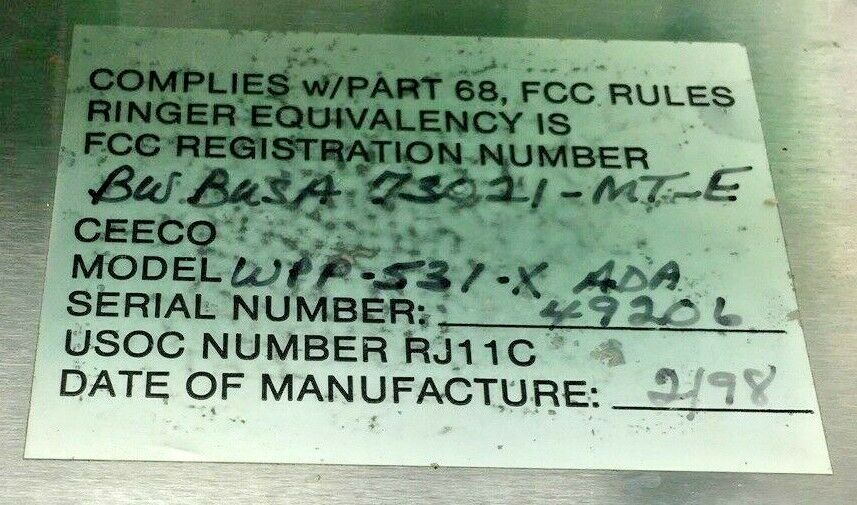 COMPLIES W/PART 68, FCC RULES
RINGER EQUIVALENCY IS
FCC REGISTRATION NUMBER
BW BUSA 73021-MT-E
CEECO
MODEL WPP-531-X ADA
SERIAL NUMBER: 49206
USOC NUMBER RJ11C
DATE OF MANUFACTURE: 2/98